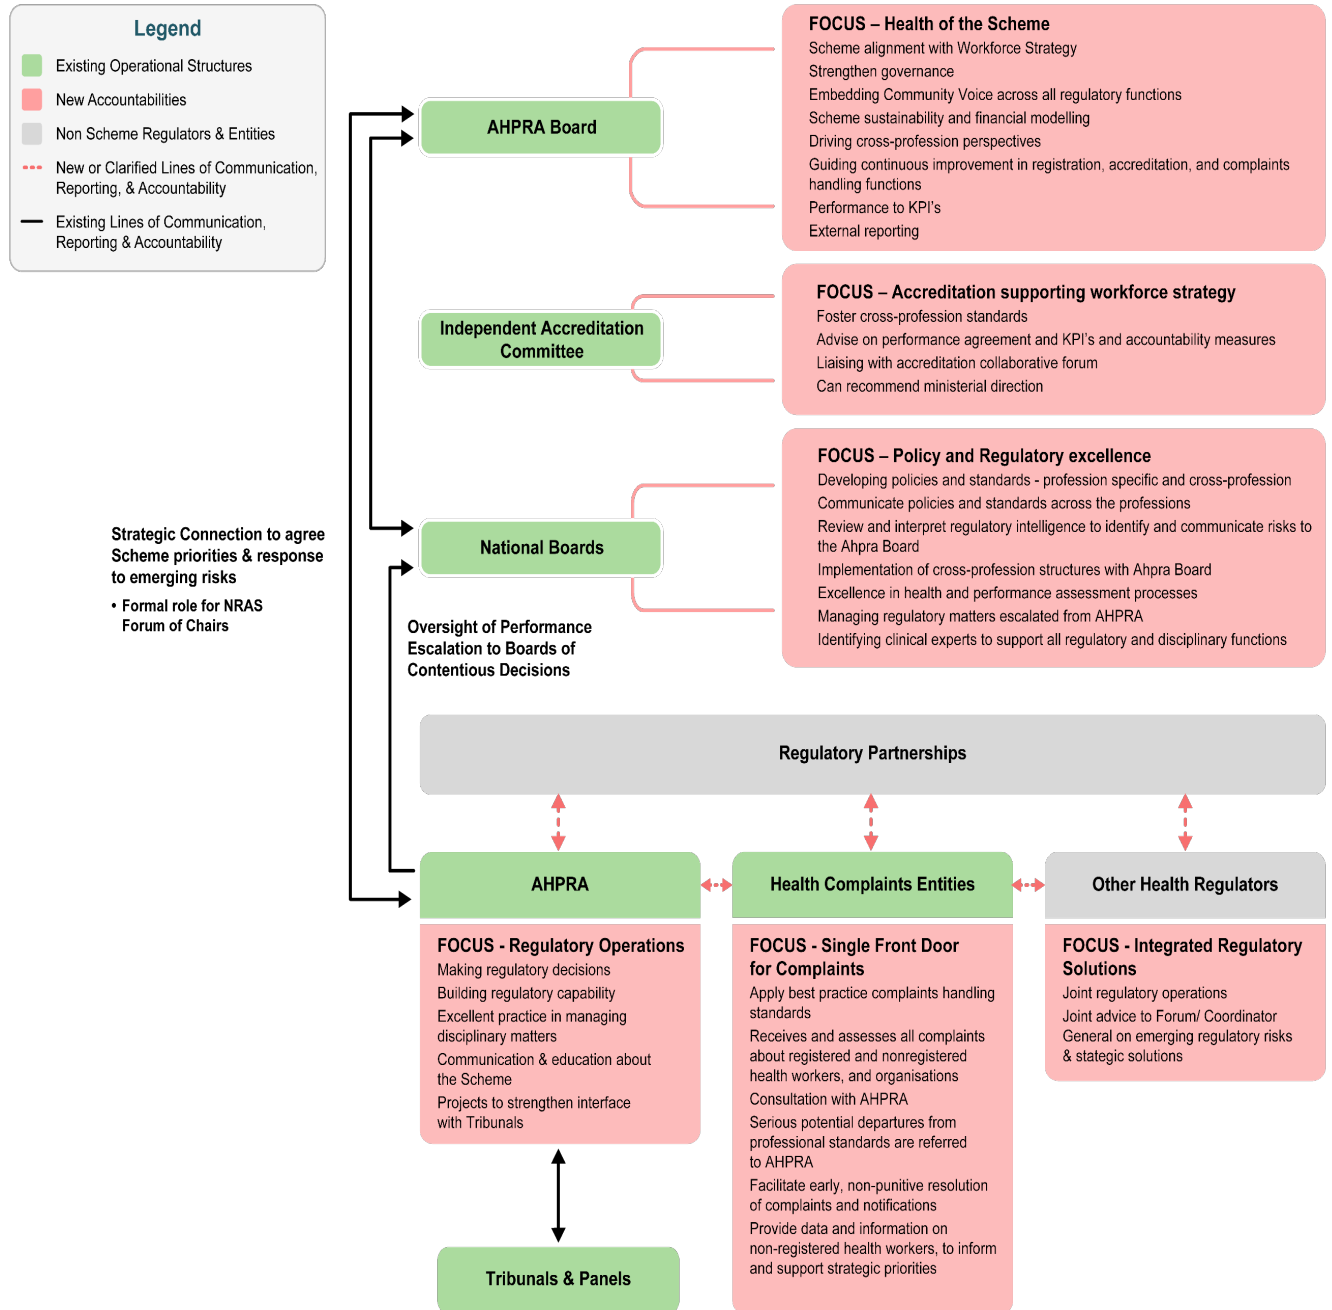 Legend
Existing Operational Structures
New Accountabilities
Non Scheme Regulators & Entities
New or Clarified Lines of Communication,
Reporting, & Accountability
Existing Lines of Communication,
Reporting & Accountability
AHPRA Board
FOCUS – Health of the Scheme
Scheme alignment with Workforce Strategy
Strengthen governance
Embedding Community Voice across all regulatory functions
Scheme sustainability and financial modelling
Driving cross-profession perspectives
Guiding continuous improvement in registration, accreditation, and complaints
handling functions
Performance to KPI's
External reporting
Independent Accreditation
Committee
FOCUS – Accreditation supporting workforce strategy
Foster cross-profession standards
Advise on performance agreement and KPI's and accountability measures
Liaising with accreditation collaborative forum
Can recommend ministerial direction
National Boards
FOCUS – Policy and Regulatory excellence
Developing policies and standards - profession specific and cross-profession
Communicate policies and standards across the professions
Review and interpret regulatory intelligence to identify and communicate risks to
the Ahpra Board
Implementation of cross-profession structures with Ahpra Board
Excellence in health and performance assessment processes
Managing regulatory matters escalated from AHPRA
Identifying clinical experts to support all regulatory and disciplinary functions
Strategic Connection to agree
Scheme priorities & response
to emerging risks
• Formal role for NRAS
Forum of Chairs
Oversight of Performance
Escalation to Boards of
Contentious Decisions
Regulatory Partnerships
AHPRA
FOCUS - Regulatory Operations
Making regulatory decisions
Building regulatory capability
Excellent practice in managing
disciplinary matters
Communication & education about
the Scheme
Projects to strengthen interface
with Tribunals
Health Complaints Entities
FOCUS - Single Front Door
for Complaints
Apply best practice complaints handling
standards
Receives and assesses all complaints
about registered and nonregistered
health workers, and organisations
Consultation with AHPRA
Serious potential departures from
professional standards are referred
to AHPRA
Facilitate early, non-punitive resolution
of complaints and notifications
Provide data and information on
non-registered health workers, to inform
and support strategic priorities
Other Health Regulators
FOCUS - Integrated Regulatory
Solutions
Joint regulatory operations
Joint advice to Forum/ Coordinator
General on emerging regulatory risks
& stategic solutions
Tribunals & Panels